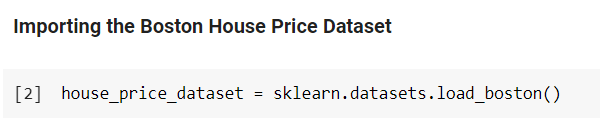 Importing the Boston House Price Dataset
[2] house_price_dataset = sklearn.datasets.load_boston()